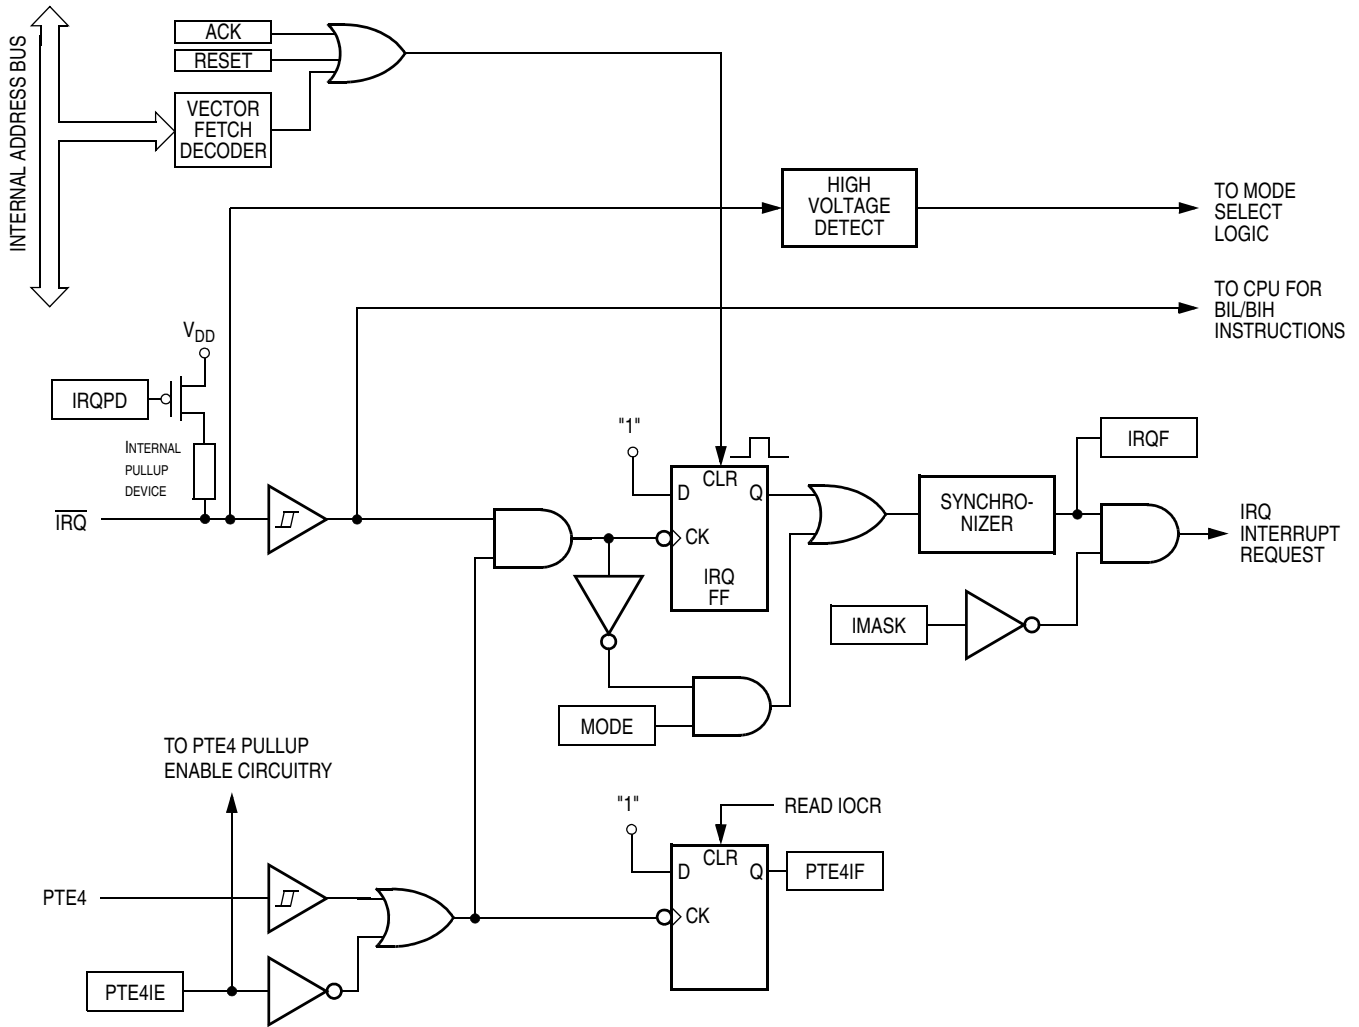 INTERNAL ADDRESS BUS
ACK
RESET
VECTOR
FETCH
DECODER
HIGH
VOLTAGE
DETECT
TO MODE
SELECT
LOGIC
TO CPU FOR
BIL/BIH
INSTRUCTIONS
VDD
IRQPD
INTERNAL
PULLUP
DEVICE
IRQ
"1"
CLR
D
Q
CK
IRQ
FF
SYNCHRO-
NIZER
IRQF
IRQ
INTERRUPT
REQUEST
IMASK
MODE
TO PTE4 PULLUP
ENABLE CIRCUITRY
"1"
READ IOCR
CLR
D
Q
PTE4IF
CK
PTE4
PTE4IE